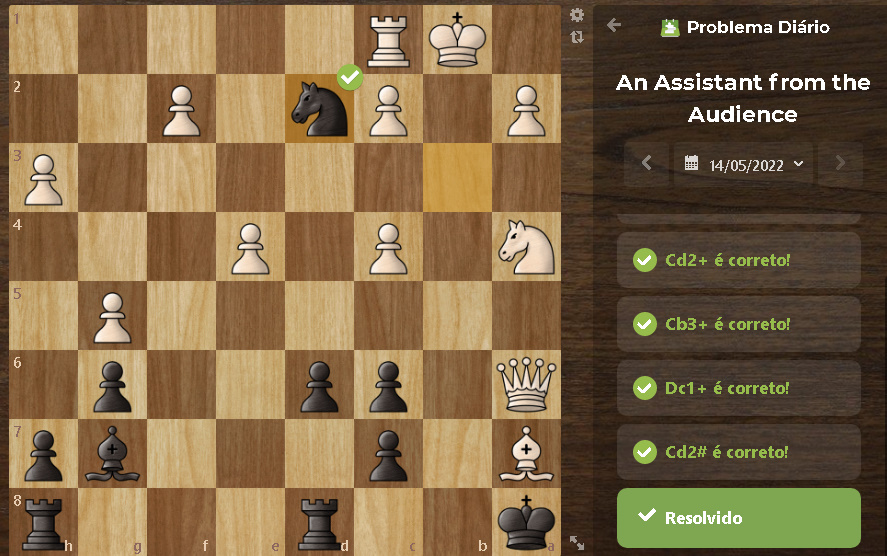 1
2
3
4
5
6
7
8
h g f e d c b a
Problema Diário
An Assistant from the
Audience
14/05/2022
Cd2+ é correto!
Cb3+ é correto!
Dc1+ é correto!
Cd2# é correto!
Resolvido